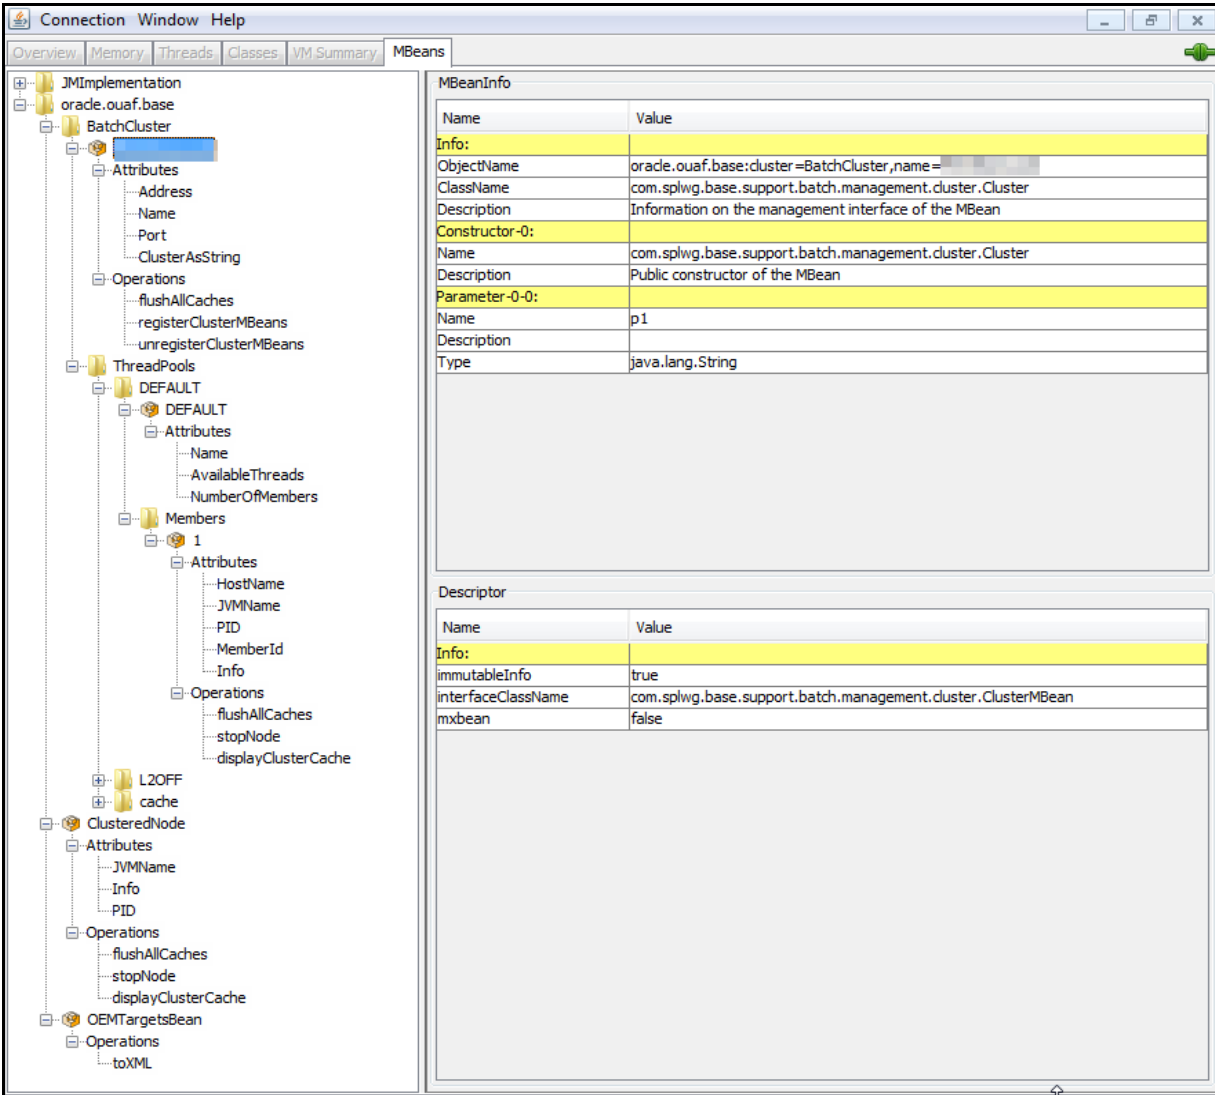 Connection Window Help
Overview Memory Threads Classes VM Summary MBeans
JMImplementation
oracle.ouaf.base
BatchCluster
Attributes
Address
Name
Port
ClusterAsString
Operations
flushAllCaches
registerClusterMBeans
unregisterClusterMBeans
ThreadPools
DEFAULT
DEFAULT
Attributes
Name
AvailableThreads
NumberOfMembers
Members
1
Attributes
HostName
JVMName
PID
MemberId
Info
Operations
flushAllCaches
stopNode
displayClusterCache
L2OFF
cache
ClusteredNode
Attributes
JVMName
Info
PID
Operations
flushAllCaches
stopNode
displayClusterCache
OEMTargetsBean
Operations
toXML
MBeanInfo
Name Value
Info:
ObjectName oracle.ouaf.base:cluster=BatchCluster,name=
ClassName com.splwg.base.support.batch.management.cluster.Cluster
Description Information on the management interface of the MBean
Constructor-0:
Name com.splwg.base.support.batch.management.cluster.Cluster
Description Public constructor of the MBean
Parameter-0-0:
Name p1
Description
Type java.lang.String
Descriptor
Name Value
Info:
immutableInfo true
interfaceClassName com.splwg.base.support.batch.management.cluster.ClusterMBean
mxbean false